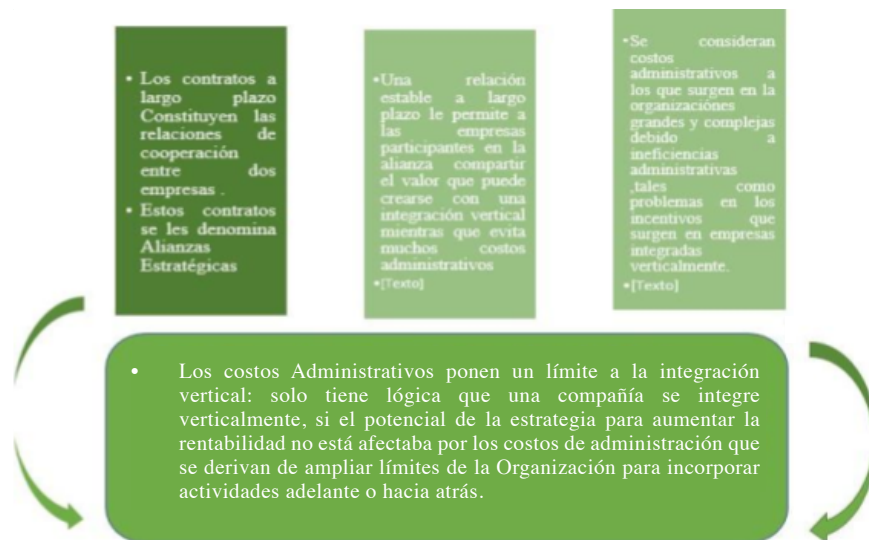 • Los contratos a
largo plazo
Constituyen las
relaciones de
cooperación
entre dos
empresas .
• Estos contratos
se les denomina
Alianzas
Estratégicas
•Una relación
estable a largo
plazo le permite a
las empresas
participantes en la
alianza compartir
el valor que puede
crearse con una
integración vertical
mientras que evita
muchos costos
administrativos
•[Texto]
•Se consideran
costos
administrativos a
los que surgen en la
organizaciónes
grandes y complejas
debido a
ineficiencias
administrativas
,tales como
problemas en los
incentivos que
surgen en empresas
integradas
verticalmente.
•[Texto]
• Los costos Administrativos ponen un límite a la integración
vertical: solo tiene lógica que una compañía se integre
verticalmente, si el potencial de la estrategia para aumentar la
rentabilidad no está afectaba por los costos de administración que
se derivan de ampliar límites de la Organización para incorporar
actividades adelante o hacia atrás.